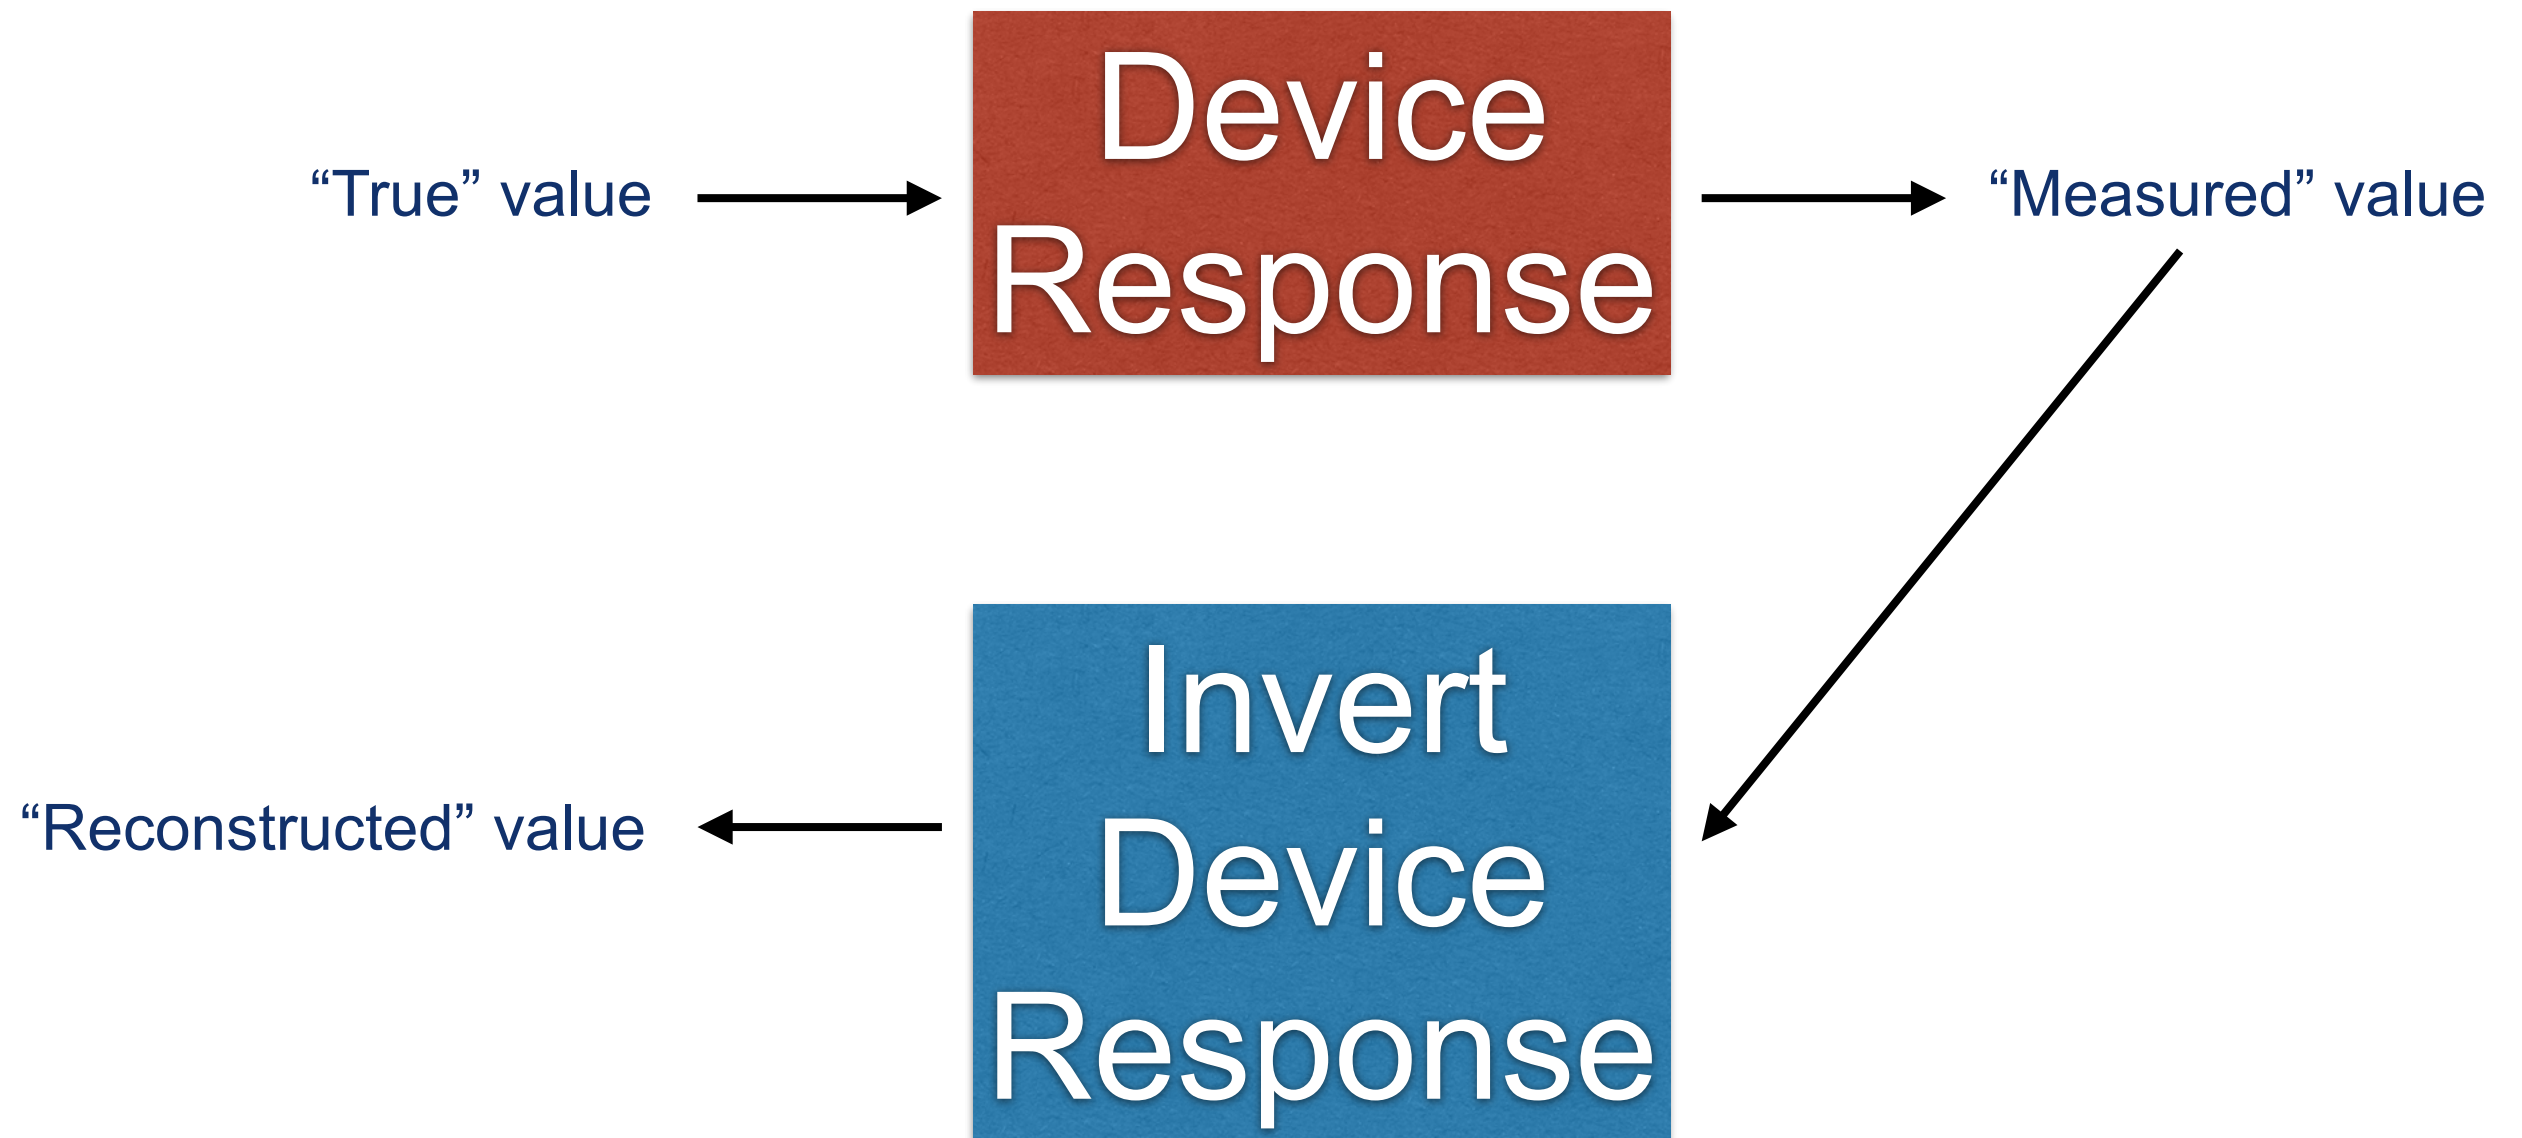 “True” value
Device
Response
“Measured” value
Invert
Device
Response
“Reconstructed” value